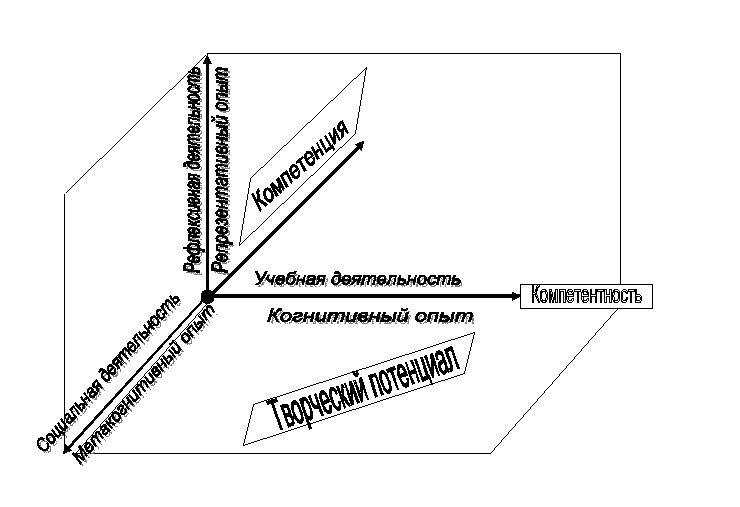 Рефлексивная деятельность
Репрезентативный опыт
Компетенция
Учебная деятельность
Компетентность
Когнитивный опыт
Социальная деятельность
Метакогнитивный опыт
Творческий потенциал